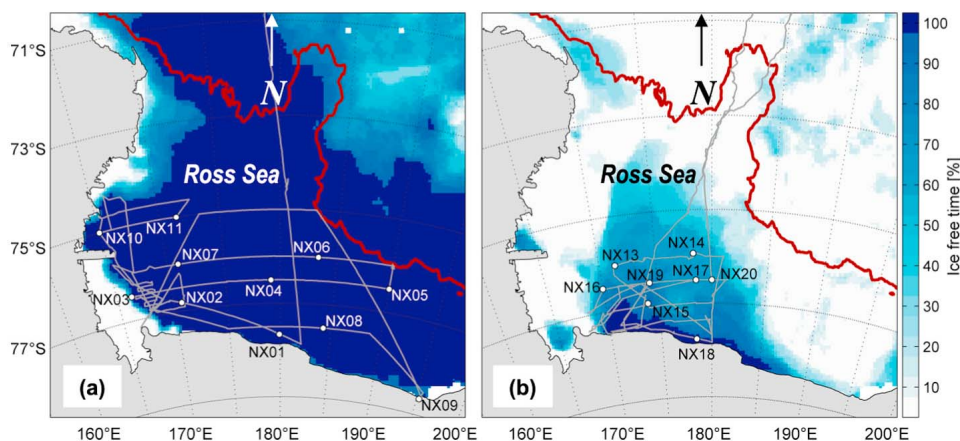 71°S
73°S
75°S
77°S
N
Ross Sea
NX11
NX10
NX07
NX06
NX04
NX05
NX03
NX02
NX08
NX01
NX09
(a)
160°E
170°E
180°E
190°E
200°E
N
Ross Sea
NX14
NX13
NX19
NX17
NX20
NX16
NX15
NX18
(b)
160°E
170°E
180°E
190°E
200°E
100
90
80
70
60
50
40
30
20
10
Ice free time [%]